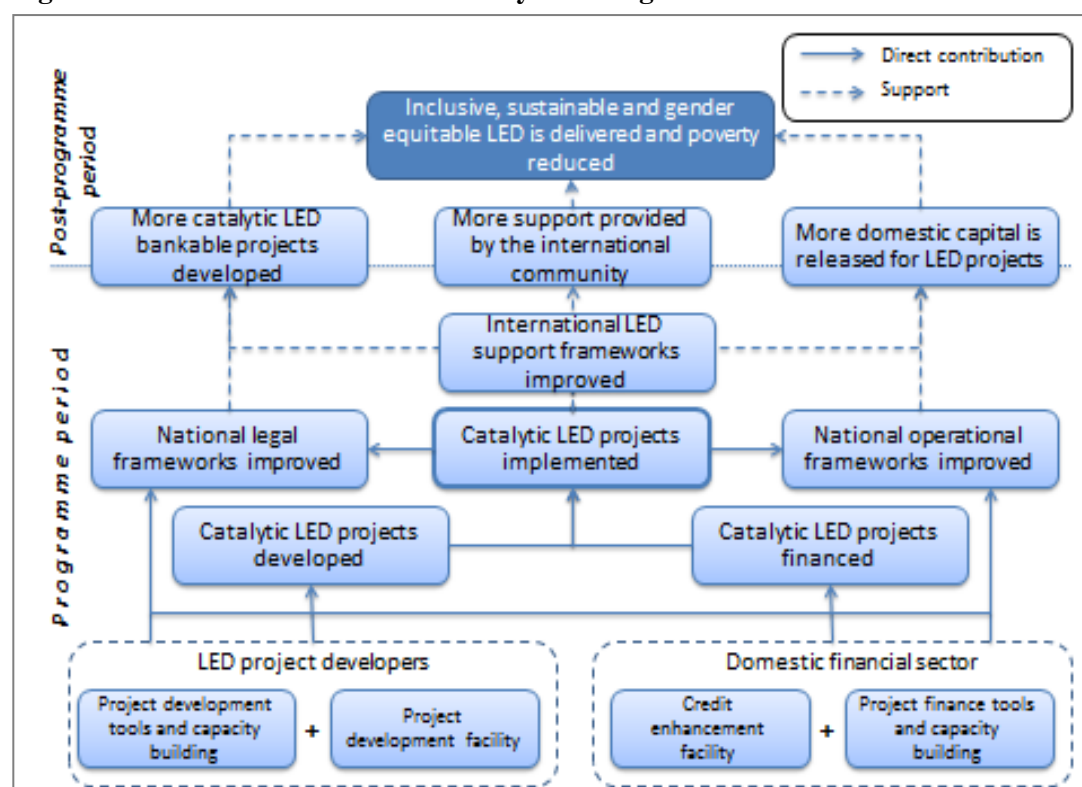 Direct contribution
Support
Post-programme
period
Inclusive, sustainable and gender
equitable LED is delivered and poverty
reduced
More catalytic LED
bankable projects
developed
More support provided
by the international
community
More domestic capital is
released for LED projects
Programme period
International LED
support frameworks
improved
National legal
frameworks improved
Catalytic LED projects
implemented
National operational
frameworks improved
Catalytic LED projects
developed
Catalytic LED projects
financed
LED project developers
Project development
tools and capacity
building
+
Project
development facility
Domestic financial sector
Credit
enhancement
facility
+
Project finance tools
and capacity
building